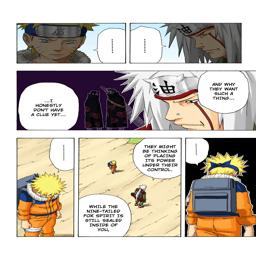 ............
............
AND WHY
THEY WANT
SUCH A
THING...
...I
HONESTLY
DON'T
HAVE A
CLUE YET...
油
THEY MIGHT
BE THINKING
OF PLACING
ITS POWER
UNDER THEIR
CONTROL.
WHILE THE
NINE-TAILED
FOX SPIRIT IS
STILL SEALED
INSIDE OF
YOU,
............